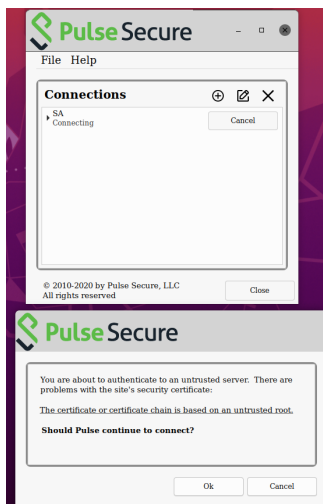 Pulse Secure
File Help
Connections
SA
Connecting
Cancel
© 2010-2020 by Pulse Secure, LLC
All rights reserved
Close
Pulse Secure
You are about to authenticate to an untrusted server. There are
problems with the site's security certificate:
The certificate or certificate chain is based on an untrusted root.
Should Pulse continue to connect?
Ok
Cancel